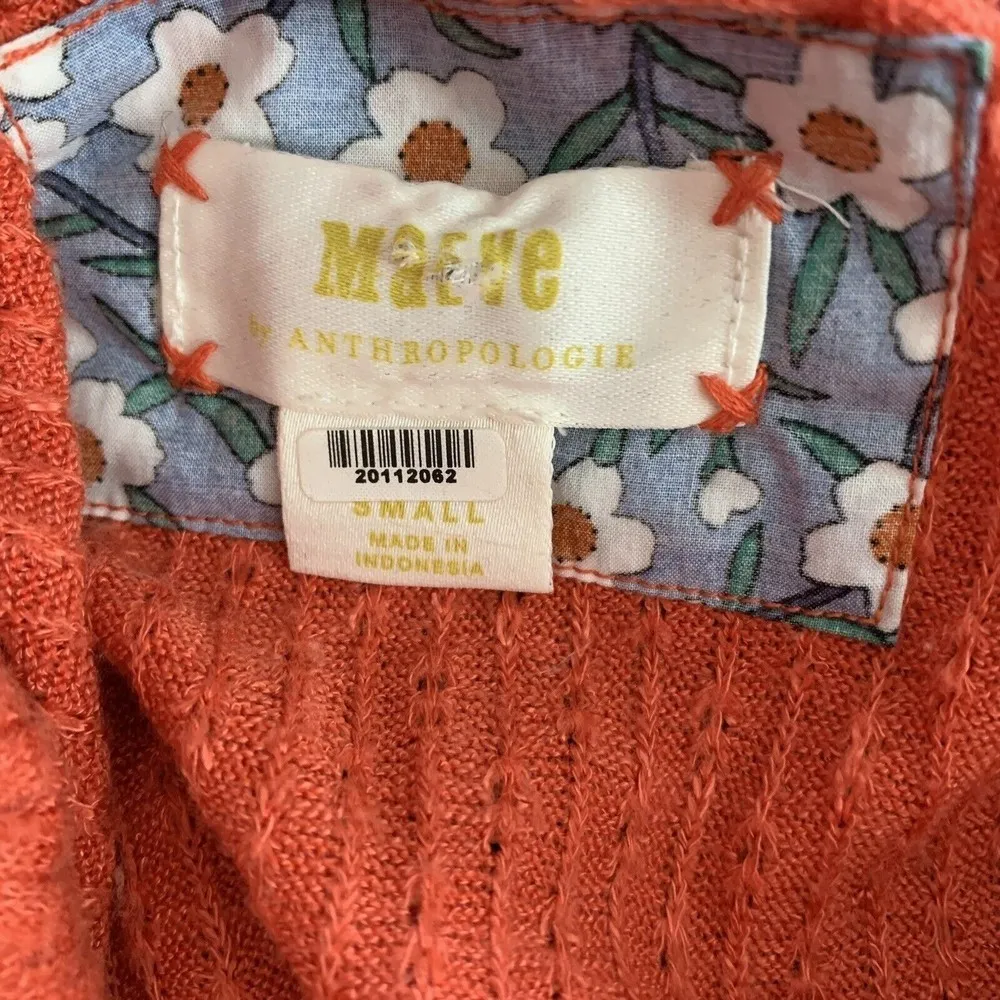 Maeve
by ANTHROPOLOGIE
20112062
SMALL
MADE IN
INDONESIA